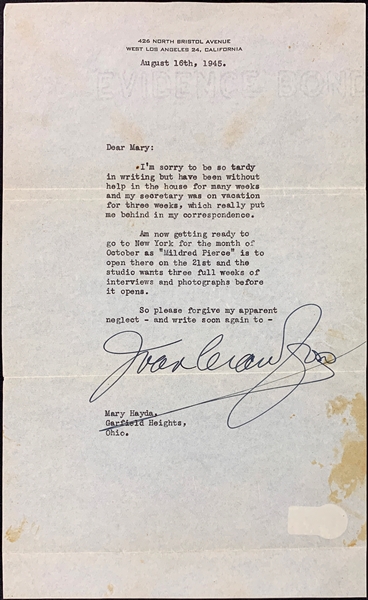 426 NORTH BRISTOL AVENUE
WEST LOS ANGELES 24, CALIFORNIA
August 16th, 1945.
EVIDENCE BOND
Dear Mary:
I'm sorry to be so tardy
in writing but have been without
help in the house for many weeks
and my secretary was on vacation
for three weeks, which really put
me behind in my correspondence.
Am now getting ready to
go to New York for the month of
October as "Mildred Pierce" is to
open there on the 21st and the
studio wants three full weeks of
interviews and photographs before
it opens.
So please forgive my apparent
neglect - and write soon again to -
Joan Crawford
Mary Hayda,
Garfield Heights,
Ohio.